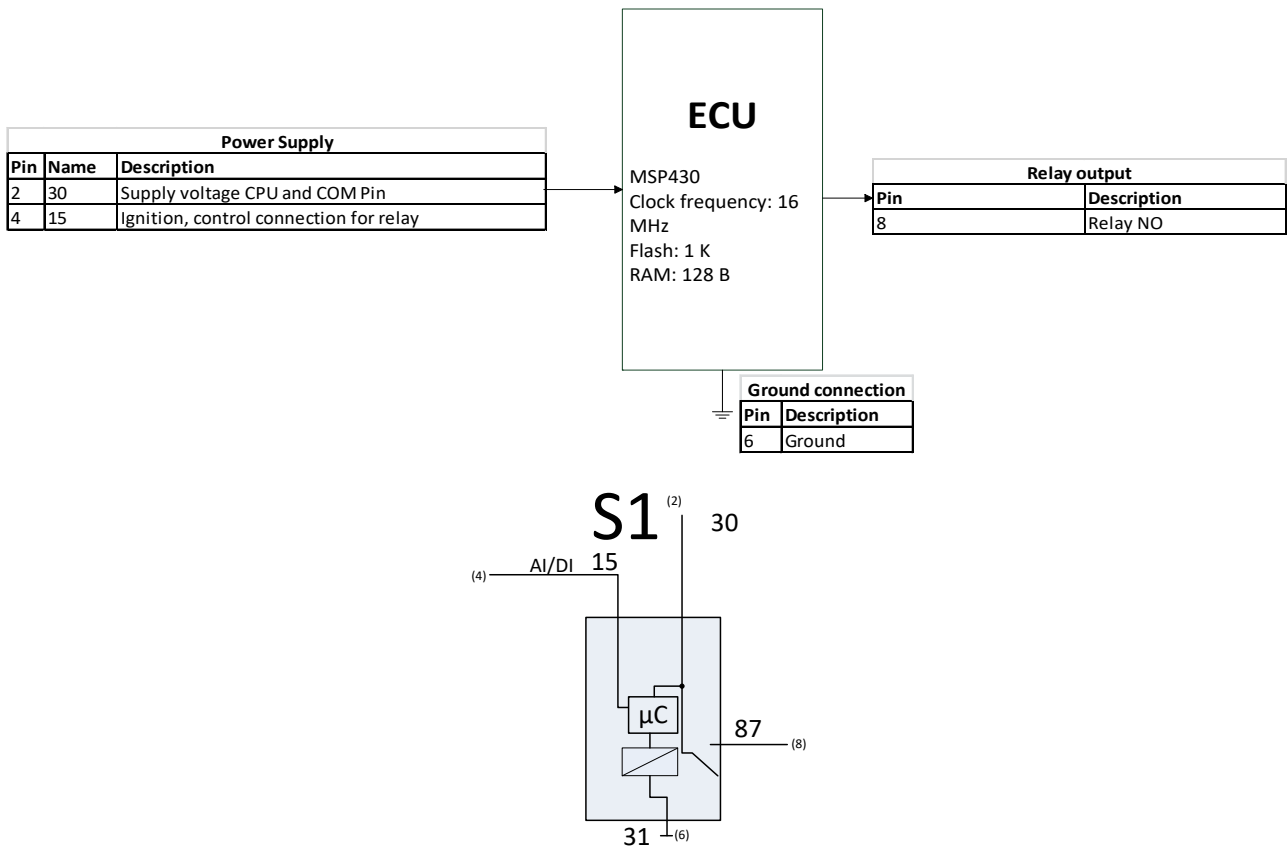 ECU
MSP430
Clock frequency: 16
MHz
Flash: 1 K
RAM: 128 B
Power Supply
Pin Name Description
2 30 Supply voltage CPU and COM Pin
4 15 Ignition, control connection for relay
Relay output
Pin Description
8 Relay NO
Ground connection
Pin Description
6 Ground
S1 (2) 30
(4) AI/DI 15
µC
87 (8)
31 (6)